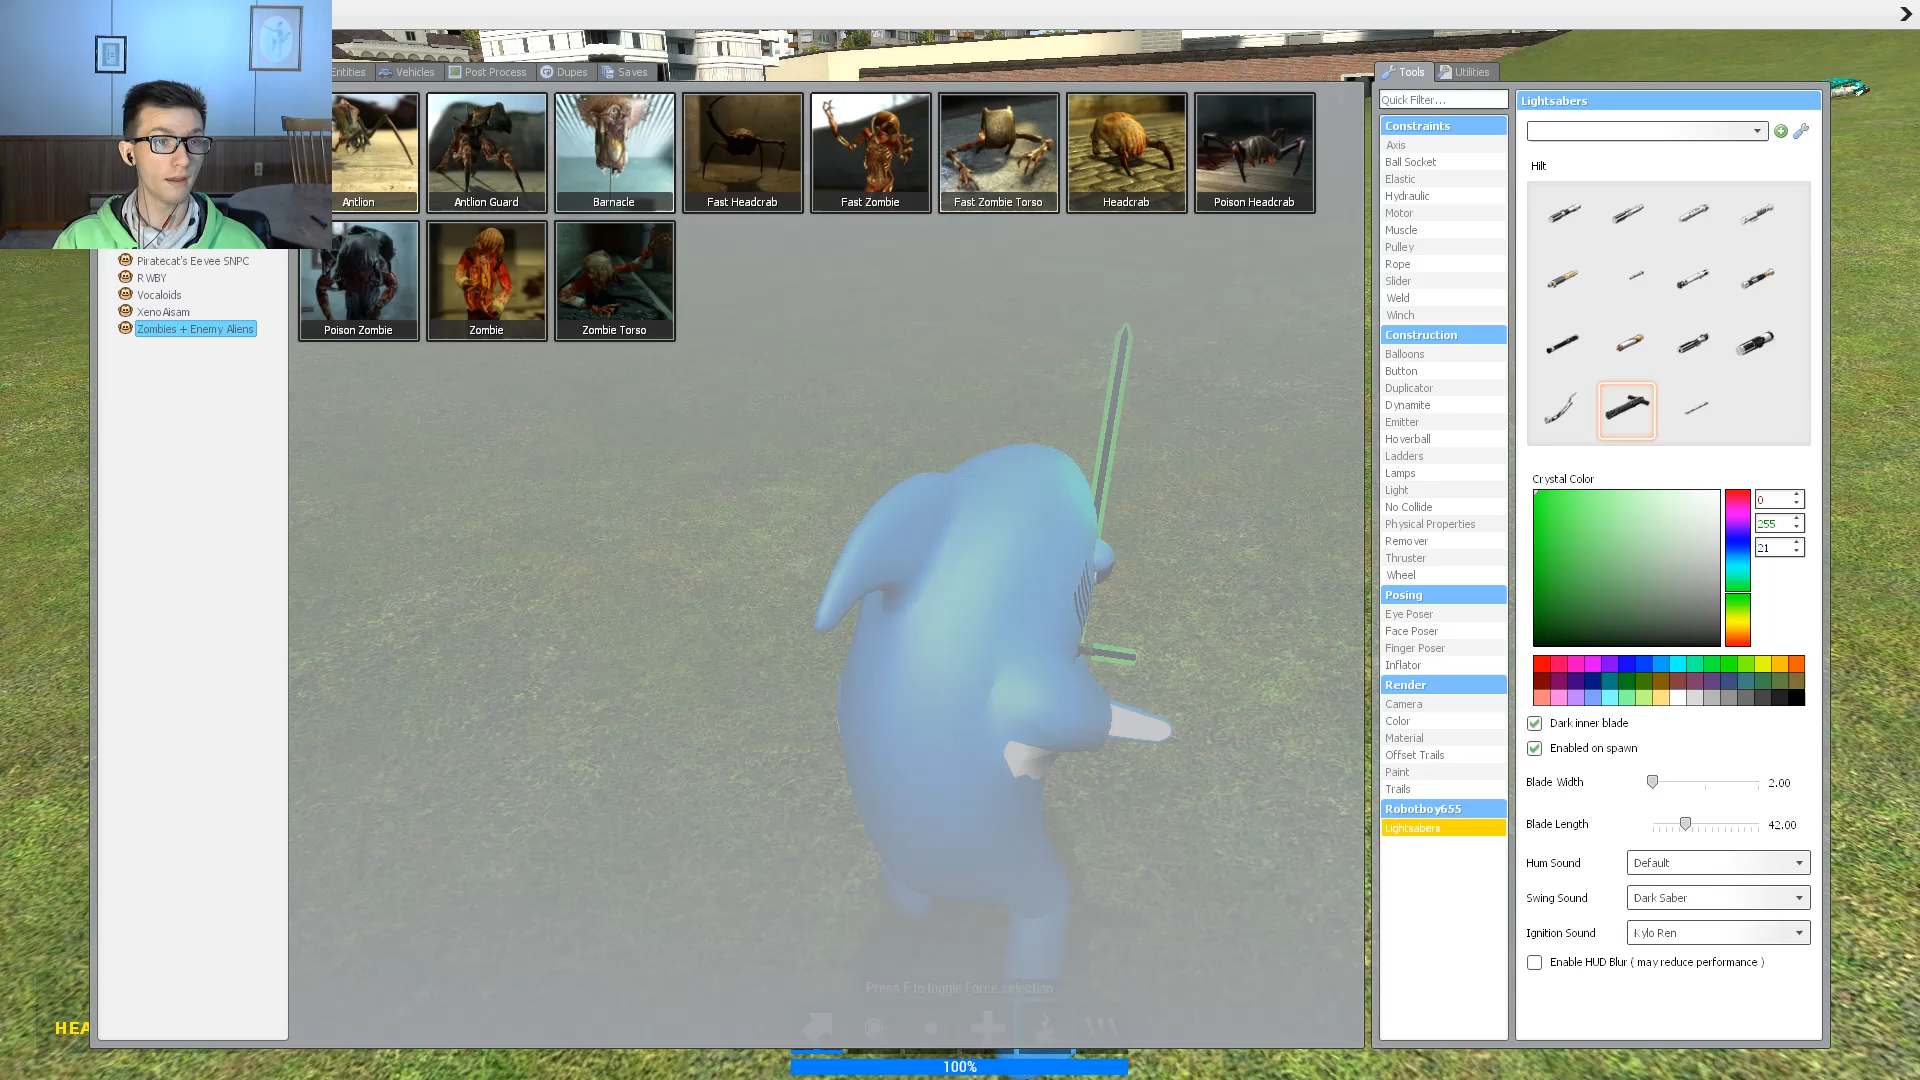 Entities
Vehicles
Post Process
Dupes
Saves
Antlion
Antlion Guard
Barnacle
Fast Headcrab
Fast Zombie
Fast Zombie Torso
Headcrab
Poison Headcrab
Poison Zombie
Zombie
Zombie Torso
Piratecat's Eevee SNPC
RWBY
Vocaloids
XenoAisam
Zombies + Enemy Aliens
Press F to toggle Force selection
HEA
100%
Tools
Utilities
Quick Filter...
Constraints
Axis
Ball Socket
Elastic
Hydraulic
Motor
Muscle
Pulley
Rope
Slider
Weld
Winch
Construction
Balloons
Button
Duplicator
Dynamite
Emitter
Hoverball
Ladders
Lamps
Light
No Collide
Physical Properties
Remover
Thruster
Wheel
Posing
Eye Poser
Face Poser
Finger Poser
Inflator
Render
Camera
Color
Material
Offset Trails
Paint
Trails
Robotboy655
Lightsabers
Lightsabers
Hilt
Crystal Color
0
255
21
Dark inner blade
Enabled on spawn
Blade Width 2.00
Blade Length 42.00
Hum Sound Default
Swing Sound Dark Saber
Ignition Sound Kylo Ren
Enable HUD Blur ( may reduce performance )